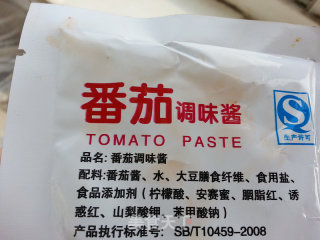 番茄调味酱
TOMATO PASTE
生产许可
品名: 番茄调味酱
配料: 番茄酱、水、大豆膳食纤维、食用盐、
食品添加剂（柠檬酸、安赛蜜、胭脂红、诱
惑红、山梨酸钾、苯甲酸钠）
产品执行标准号: SB/T10459-2008